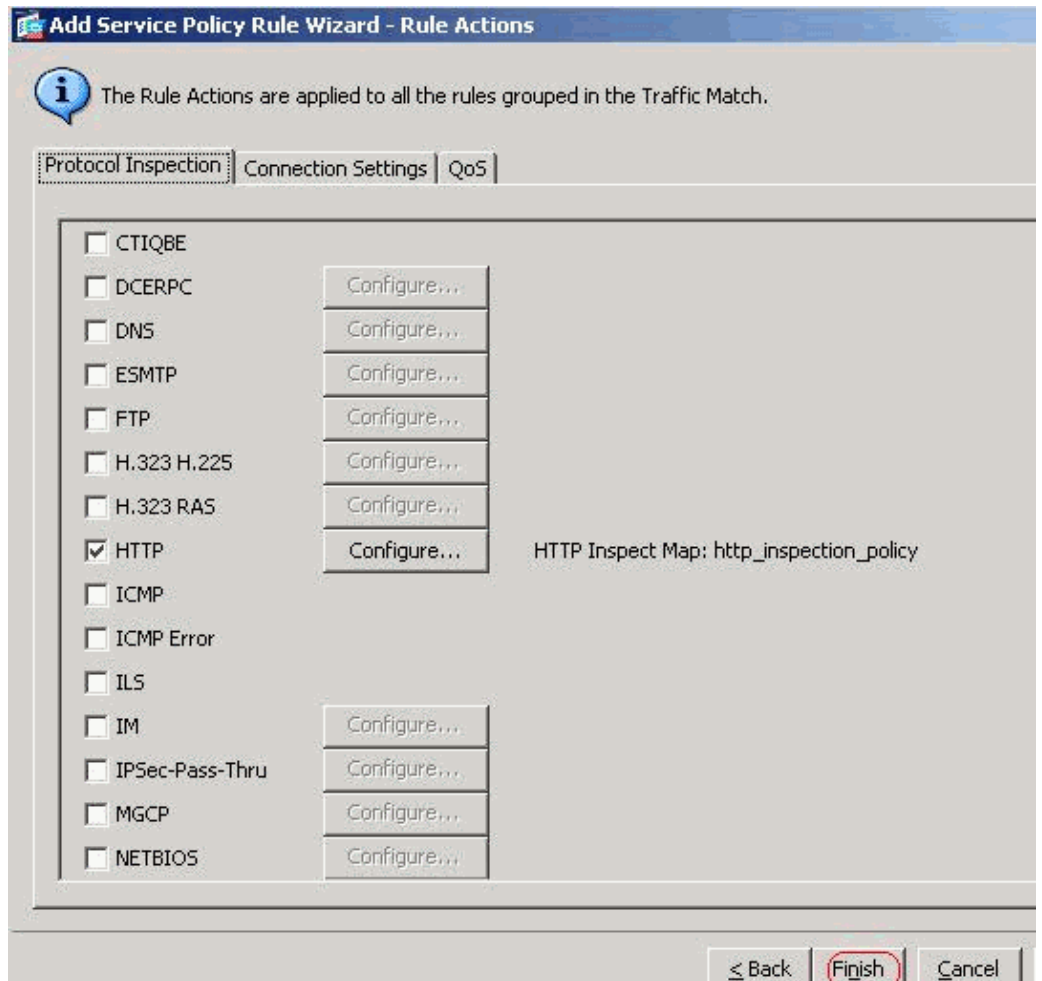 Add Service Policy Rule Wizard - Rule Actions
i
The Rule Actions are applied to all the rules grouped in the Traffic Match.
Protocol Inspection Connection Settings QoS
CTIQBE
DCERPC Configure...
DNS Configure...
ESMTP Configure...
FTP Configure...
H.323 H.225 Configure...
H.323 RAS Configure...
HTTP Configure... HTTP Inspect Map: http_inspection_policy
ICMP
ICMP Error
ILS
IM Configure...
IPSec-Pass-Thru Configure...
MGCP Configure...
NETBIOS Configure...
< Back Finish Cancel